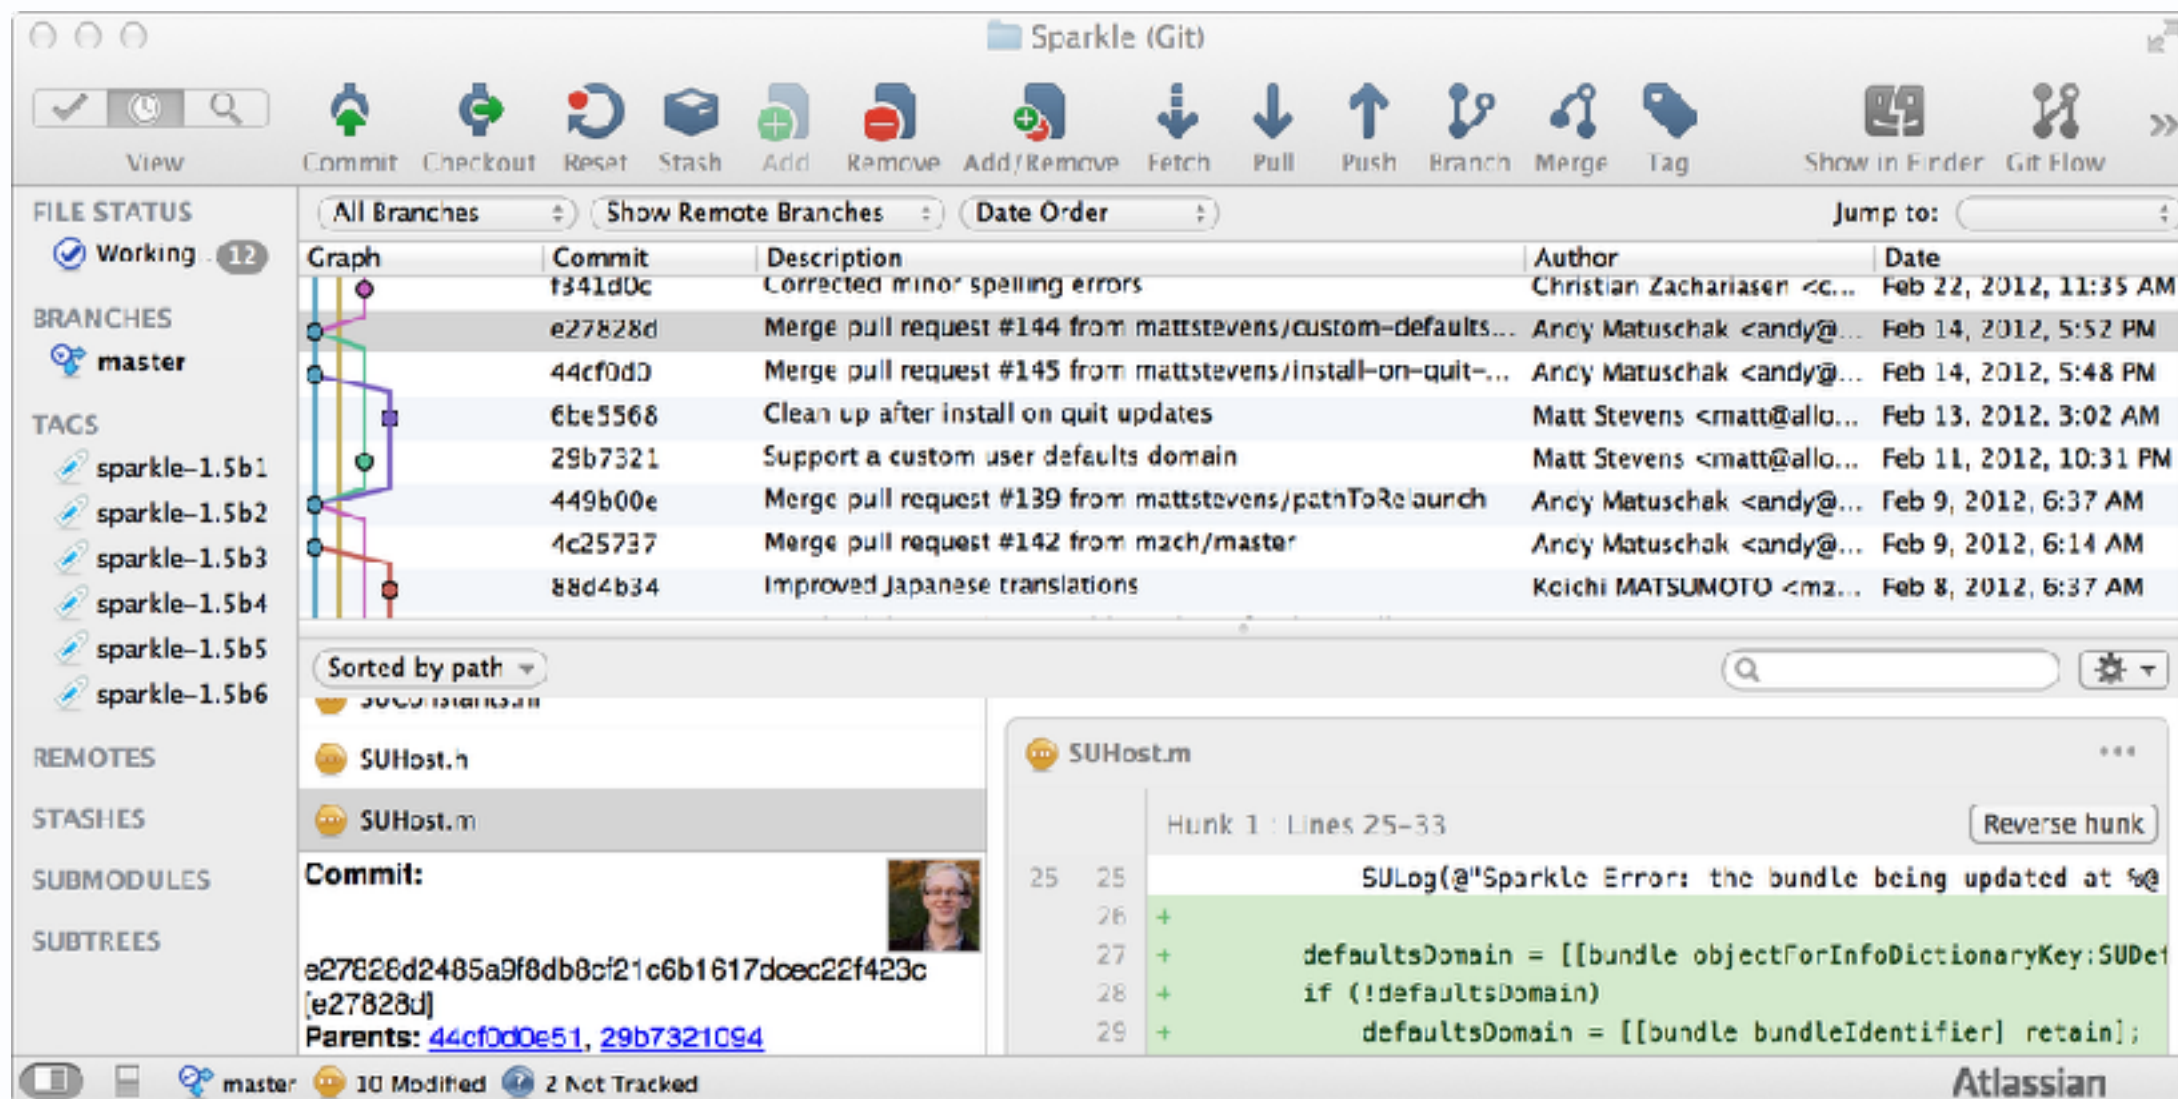 Sparkle (Git)
View Commit Checkout Reset Stash Add Remove Add/Remove Fetch Pull Push Branch Merge Tag Show in Finder Git Flow
FILE STATUS
Working 12
BRANCHES
master
TAGS
sparkle-1.5b1
sparkle-1.5b2
sparkle-1.5b3
sparkle-1.5b4
sparkle-1.5b5
sparkle-1.5b6
REMOTES
STASHES
SUBMODULES
SUBTREES
All Branches Show Remote Branches Date Order Jump to:
Graph Commit Description Author Date
f341d0c Corrected minor spelling errors Christian Zachariasen <c... Feb 22, 2012, 11:35 AM
e27828d Merge pull request #144 from mattstevens/custom-defaults... Andy Matuschak <andy@... Feb 14, 2012, 5:52 PM
44cf0d0 Merge pull request #145 from mattstevens/install-on-quit-... Andy Matuschak <andy@... Feb 14, 2012, 5:48 PM
6be5568 Clean up after install on quit updates Matt Stevens <matt@allo... Feb 13, 2012, 3:02 AM
29b7321 Support a custom user defaults domain Matt Stevens <matt@allo... Feb 11, 2012, 10:31 PM
449b00e Merge pull request #139 from mattstevens/pathToRelaunch Andy Matuschak <andy@... Feb 9, 2012, 6:37 AM
4c25737 Merge pull request #142 from mzch/master Andy Matuschak <andy@... Feb 9, 2012, 6:14 AM
88d4b34 Improved Japanese translations Koichi MATSUMOTO <mz... Feb 8, 2012, 6:37 AM
Sorted by path
SUConstants.m
SUHost.h
SUHost.m
Commit:
e27828d2485a9f8db8cf21c6b1617dcec22f423c
[e27828d]
Parents: 44cf0d0e51, 29b7321094
SUHost.m
Hunk 1 : Lines 25-33 Reverse hunk
25 25 SULog(@"Sparkle Error: the bundle being updated at %@
26 +
27 + defaultsDomain = [[bundle objectForInfoDictionaryKey:SUDef
28 + if (!defaultsDomain)
29 + defaultsDomain = [[bundle bundleIdentifier] retain];
master 10 Modified 2 Not Tracked
Atlassian